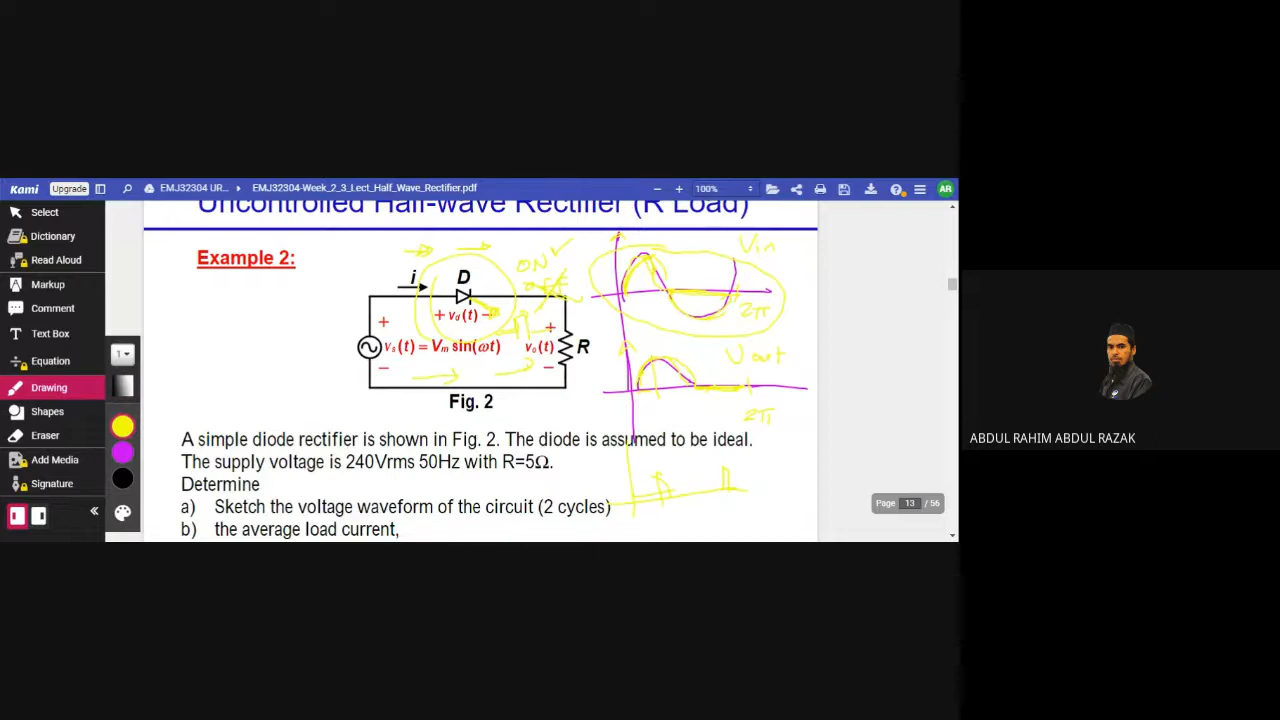 Kami
Upgrade
EMJ32304 UR...
EMJ32304-Week_2_3_Lect_Half_Wave_Rectifier.pdf
100%
AR
Select
Dictionary
Read Aloud
Markup
Comment
Text Box
Equation
Drawing
Shapes
Eraser
Add Media
Signature
1
Uncontrolled Half-wave Rectifier (R Load)
Example 2:
i
D
ON
Vin
+ vd(t) −
2π
+
+
vs(t) = Vm sin(ωt)
vo(t)
R
−
−
Vout
2π
Fig. 2
A simple diode rectifier is shown in Fig. 2. The diode is assumed to be ideal.
The supply voltage is 240Vrms 50Hz with R=5Ω.
Determine
a) Sketch the voltage waveform of the circuit (2 cycles)
b) the average load current,
Page 13 / 56
ABDUL RAHIM ABDUL RAZAK